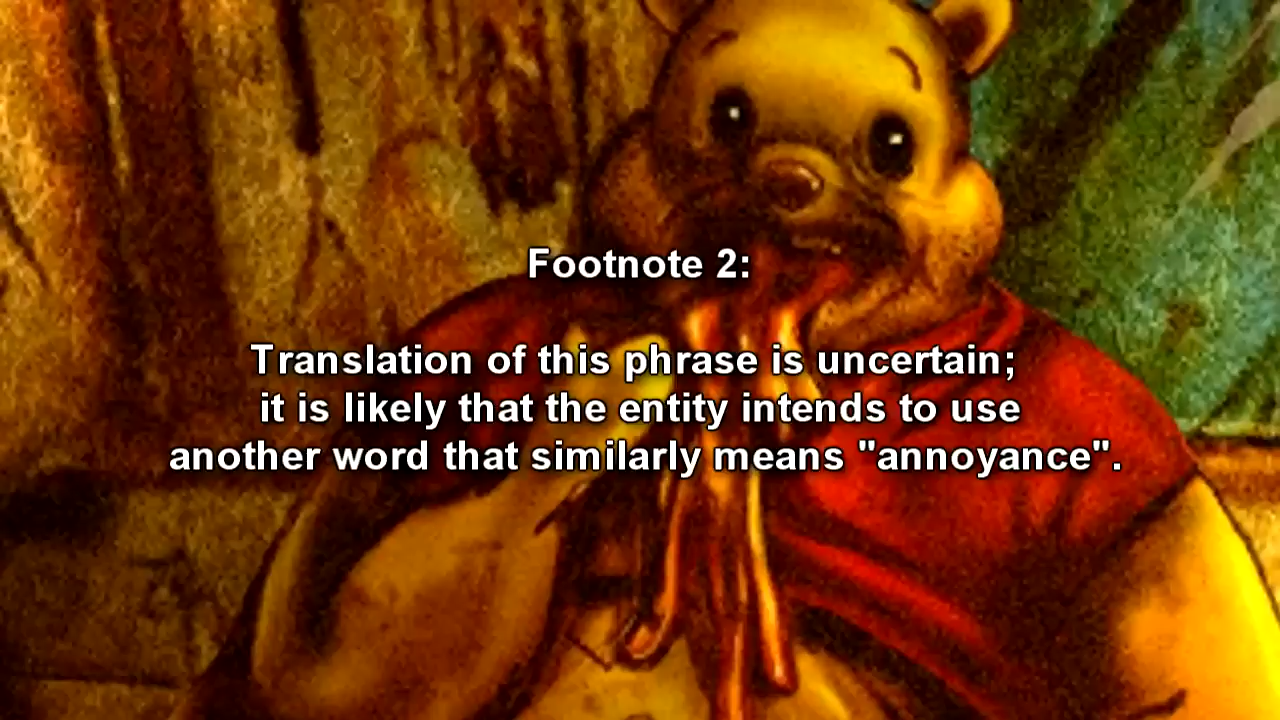 Footnote 2:
Translation of this phrase is uncertain;
it is likely that the entity intends to use
another word that similarly means "annoyance".